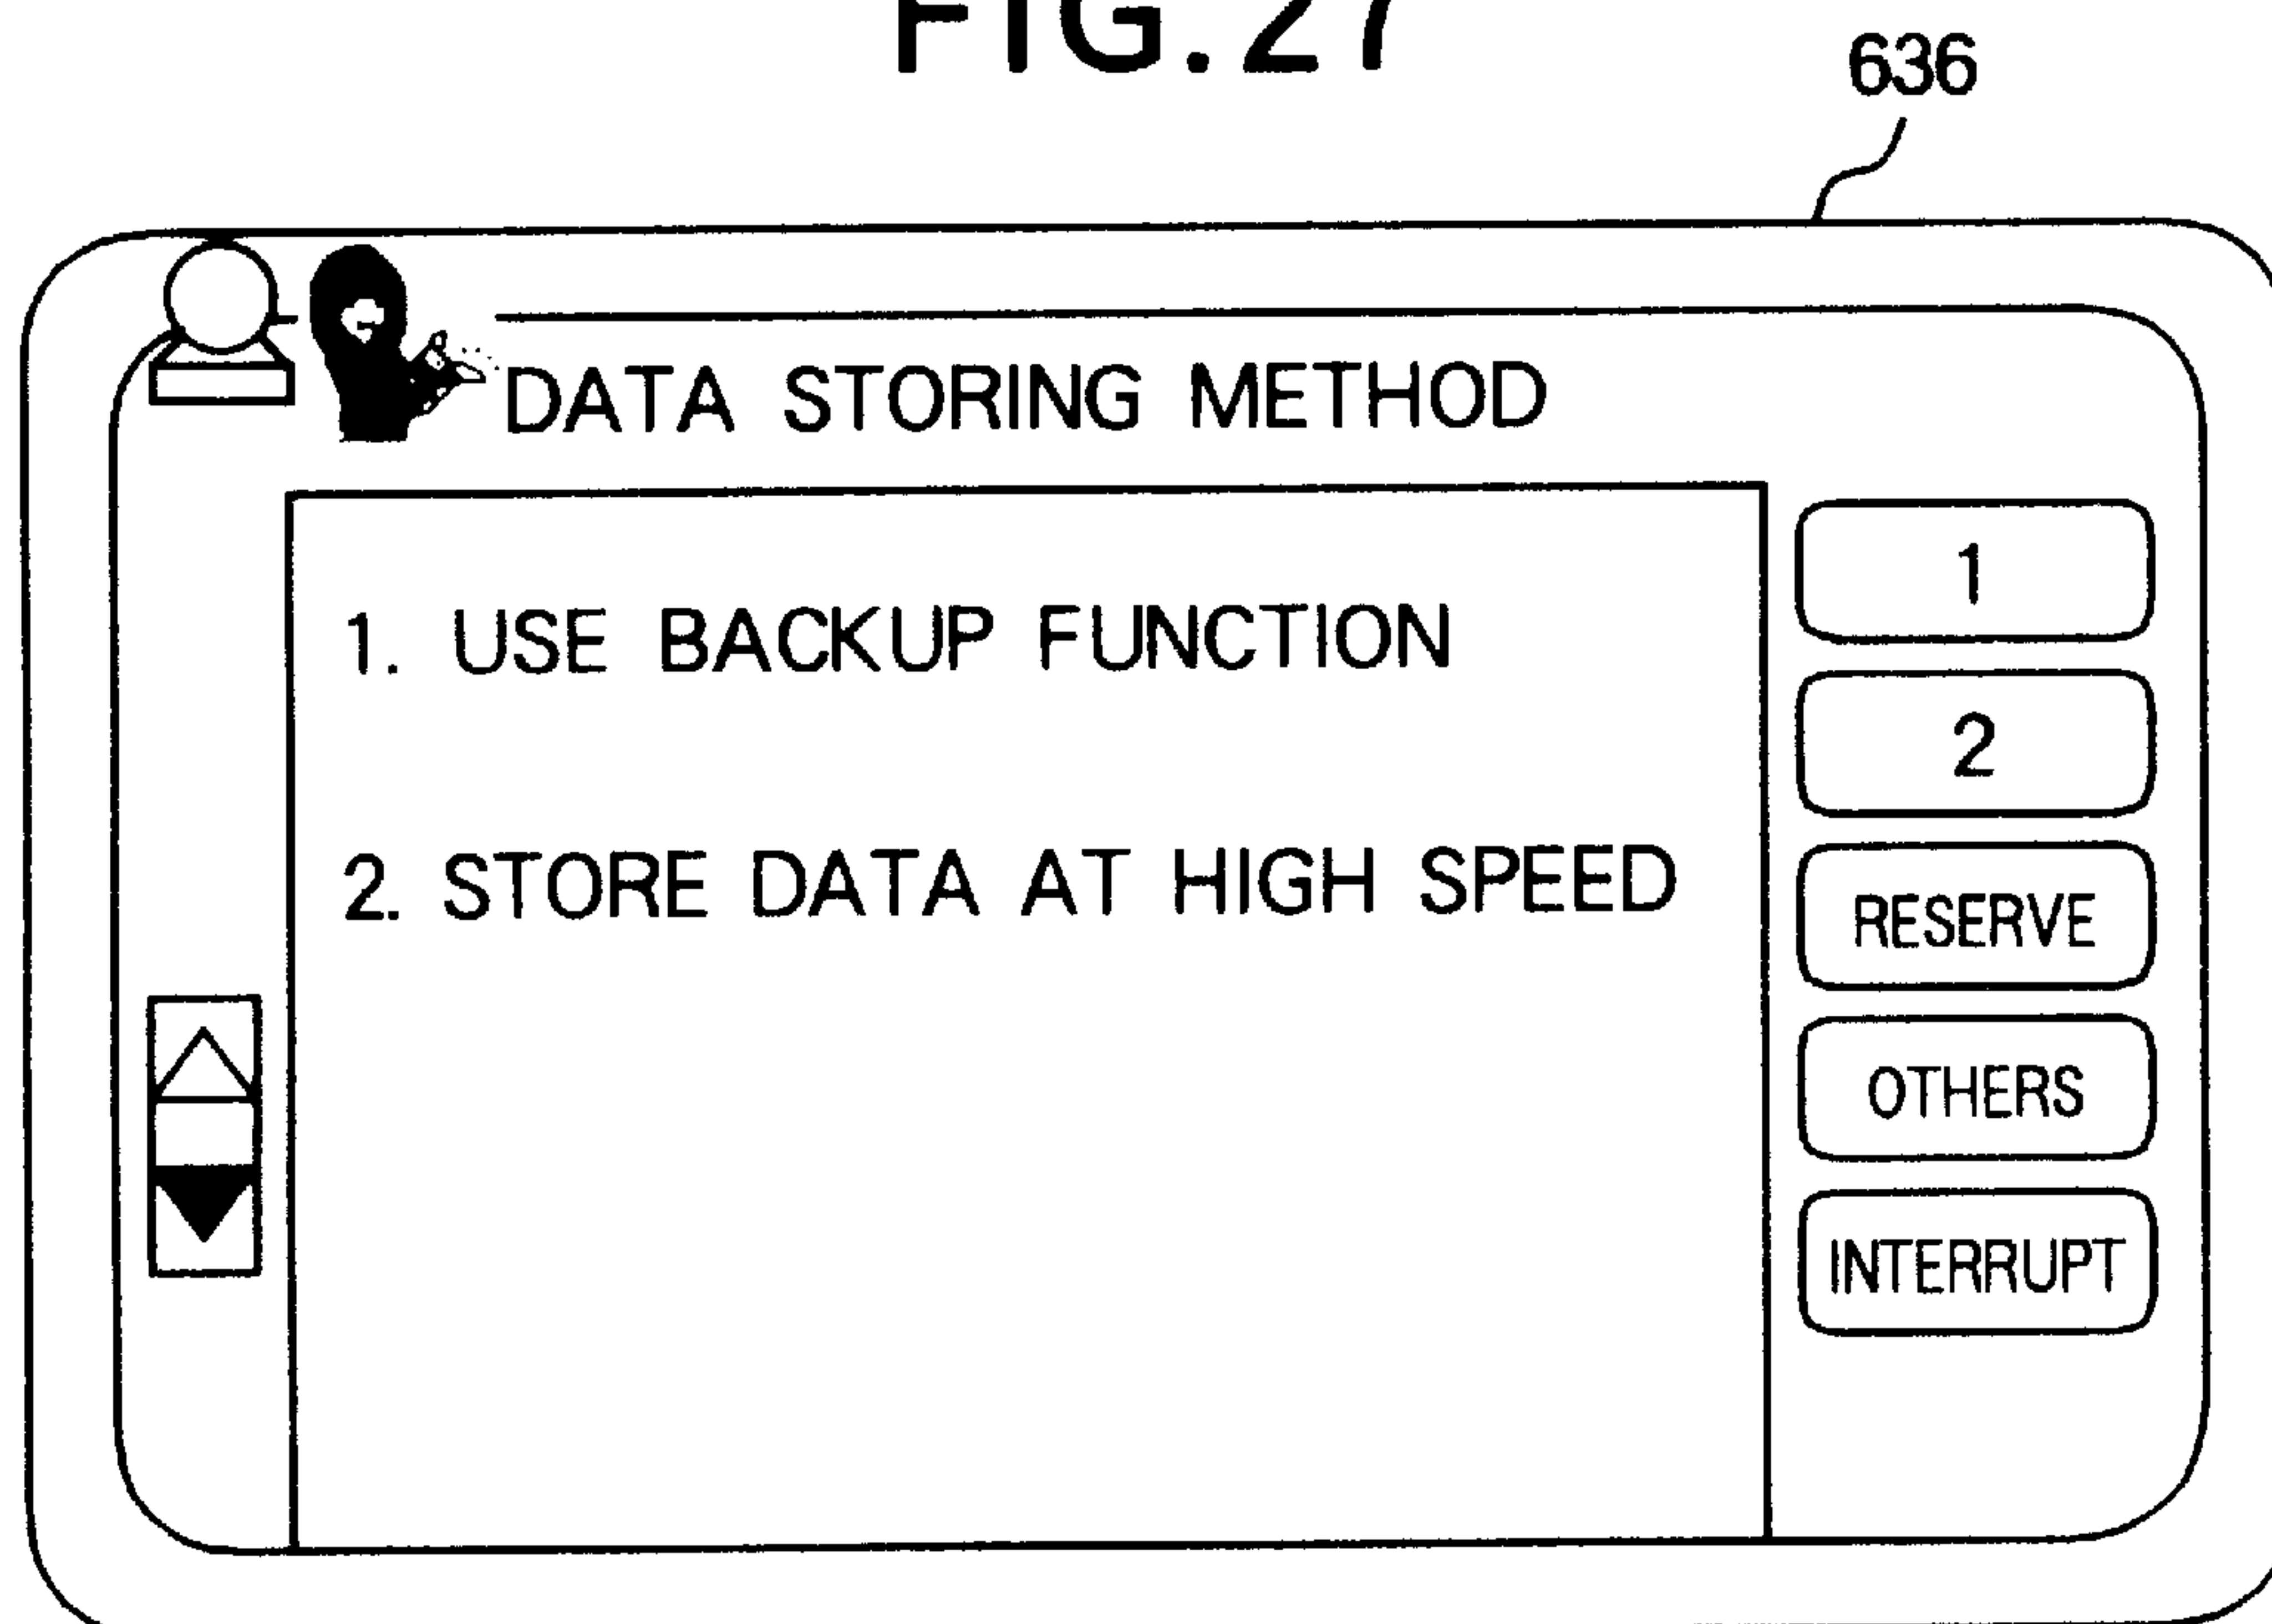 FIG.27
636
DATA STORING METHOD
1. USE BACKUP FUNCTION
2. STORE DATA AT HIGH SPEED
1
2
RESERVE
OTHERS
INTERRUPT